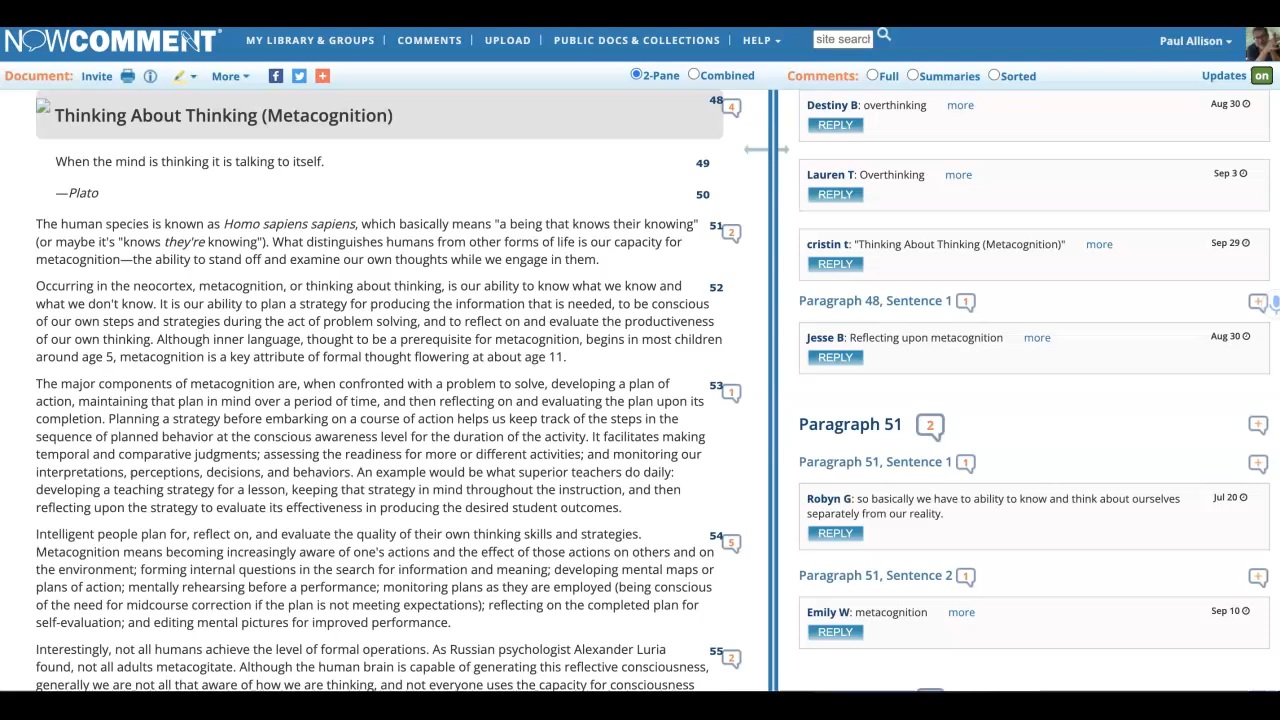 NOWCOMMENT®
MY LIBRARY & GROUPS | COMMENTS | UPLOAD | PUBLIC DOCS & COLLECTIONS | HELP
site search
Paul Allison
Document: Invite More
2-Pane Combined
Comments: Full Summaries Sorted
Updates on
Thinking About Thinking (Metacognition)
48
4
When the mind is thinking it is talking to itself.
49
—Plato
50
The human species is known as Homo sapiens sapiens, which basically means "a being that knows their knowing"
(or maybe it's "knows they're knowing"). What distinguishes humans from other forms of life is our capacity for
metacognition—the ability to stand off and examine our own thoughts while we engage in them.
51
2
Occurring in the neocortex, metacognition, or thinking about thinking, is our ability to know what we know and
what we don't know. It is our ability to plan a strategy for producing the information that is needed, to be conscious
of our own steps and strategies during the act of problem solving, and to reflect on and evaluate the productiveness
of our own thinking. Although inner language, thought to be a prerequisite for metacognition, begins in most children
around age 5, metacognition is a key attribute of formal thought flowering at about age 11.
52
The major components of metacognition are, when confronted with a problem to solve, developing a plan of
action, maintaining that plan in mind over a period of time, and then reflecting on and evaluating the plan upon its
completion. Planning a strategy before embarking on a course of action helps us keep track of the steps in the
sequence of planned behavior at the conscious awareness level for the duration of the activity. It facilitates making
temporal and comparative judgments; assessing the readiness for more or different activities; and monitoring our
interpretations, perceptions, decisions, and behaviors. An example would be what superior teachers do daily:
developing a teaching strategy for a lesson, keeping that strategy in mind throughout the instruction, and then
reflecting upon the strategy to evaluate its effectiveness in producing the desired student outcomes.
53
1
Intelligent people plan for, reflect on, and evaluate the quality of their own thinking skills and strategies.
Metacognition means becoming increasingly aware of one's actions and the effect of those actions on others and on
the environment; forming internal questions in the search for information and meaning; developing mental maps or
plans of action; mentally rehearsing before a performance; monitoring plans as they are employed (being conscious
of the need for midcourse correction if the plan is not meeting expectations); reflecting on the completed plan for
self-evaluation; and editing mental pictures for improved performance.
54
5
Interestingly, not all humans achieve the level of formal operations. As Russian psychologist Alexander Luria
found, not all adults metacogitate. Although the human brain is capable of generating this reflective consciousness,
generally we are not all that aware of how we are thinking, and not everyone uses the capacity for consciousness
55
2
Destiny B: overthinking more
Aug 30
REPLY
Lauren T: Overthinking more
Sep 3
REPLY
cristin t: "Thinking About Thinking (Metacognition)" more
Sep 29
REPLY
Paragraph 48, Sentence 1 1
Jesse B: Reflecting upon metacognition more
Aug 30
REPLY
Paragraph 51 2
Paragraph 51, Sentence 1 1
Robyn G: so basically we have to ability to know and think about ourselves
separately from our reality.
Jul 20
REPLY
Paragraph 51, Sentence 2 1
Emily W: metacognition more
Sep 10
REPLY